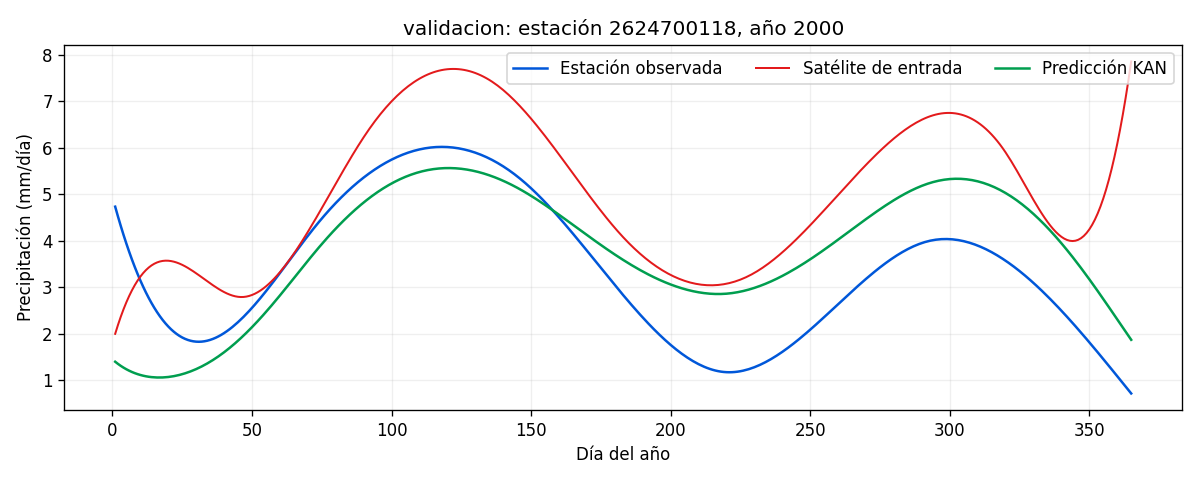 validacion: estación 2624700118, año 2000
Estación observada Satélite de entrada Predicción KAN
Precipitación (mm/día)
8
7
6
5
4
3
2
1
0 50 100 150 200 250 300 350
Día del año